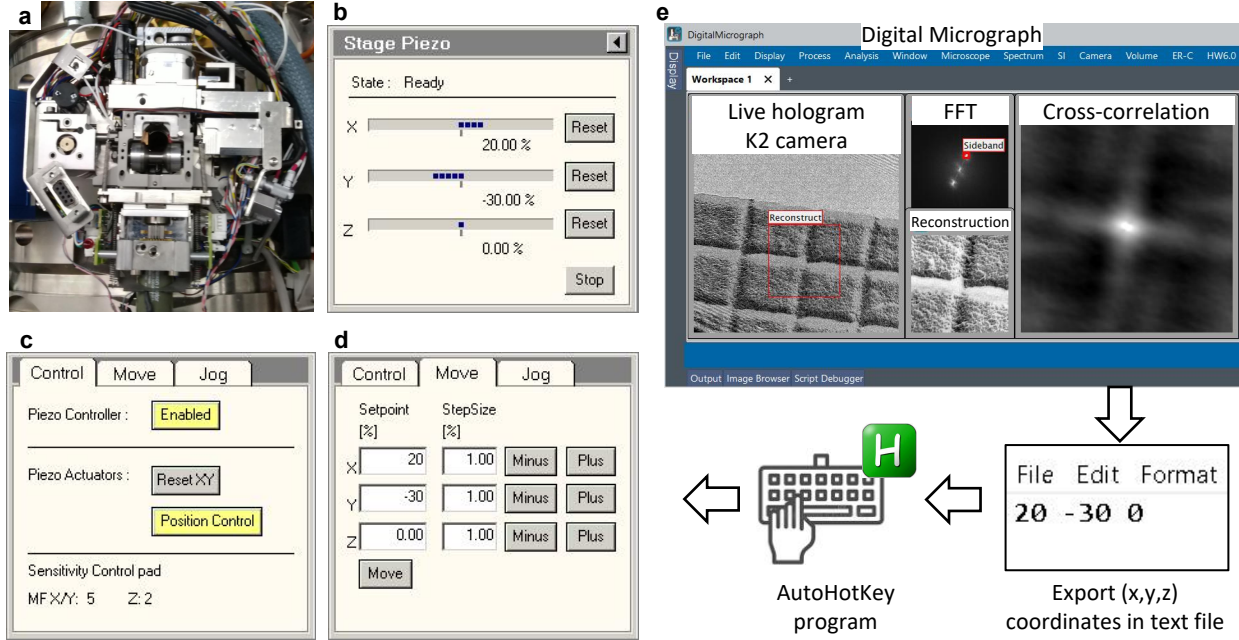 a
b
Stage Piezo
State : Ready
X
Reset
20.00 %
Y
Reset
-30.00 %
Z
Reset
0.00 %
Stop
c
Control Move Jog
Piezo Controller : Enabled
Piezo Actuators : Reset XY
Position Control
Sensitivity Control pad
MF X/Y: 5 Z: 2
d
Control Move Jog
Setpoint StepSize
[%] [%]
X 20 1.00 Minus Plus
Y -30 1.00 Minus Plus
Z 0.00 1.00 Minus Plus
Move
e
DigitalMicrograph
Digital Micrograph
File Edit Display Process Analysis Window Microscope Spectrum SI Camera Volume ER-C HW6.0
Display
Workspace 1 X +
Live hologram
K2 camera
Reconstruct
FFT
Sideband
Reconstruction
Cross-correlation
Output Image Browser Script Debugger
File Edit Format
20 -30 0
Export (x,y,z)
coordinates in text file
H
AutoHotKey
program